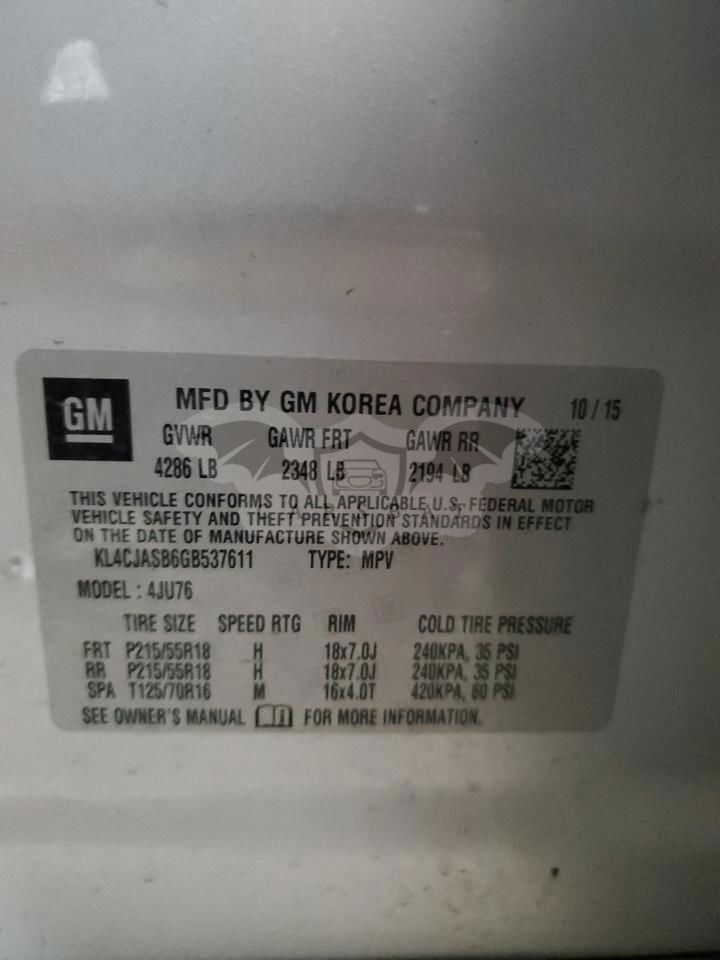 GM
MFD BY GM KOREA COMPANY 10 / 15
GVWR GAWR FRT GAWR RR
4286 LB 2348 LB 2194 LB
THIS VEHICLE CONFORMS TO ALL APPLICABLE U.S. FEDERAL MOTOR
VEHICLE SAFETY AND THEFT PREVENTION STANDARDS IN EFFECT
ON THE DATE OF MANUFACTURE SHOWN ABOVE.
KL4CJASB6GB537611 TYPE: MPV
MODEL : 4JU76
TIRE SIZE SPEED RTG RIM COLD TIRE PRESSURE
FRT P215/55R18 H 18x7.0J 240KPA, 35 PSI
RR P215/55R18 H 18x7.0J 240KPA, 35 PSI
SPA T125/70R16 M 16x4.0T 420KPA, 60 PSI
SEE OWNER'S MANUAL FOR MORE INFORMATION.